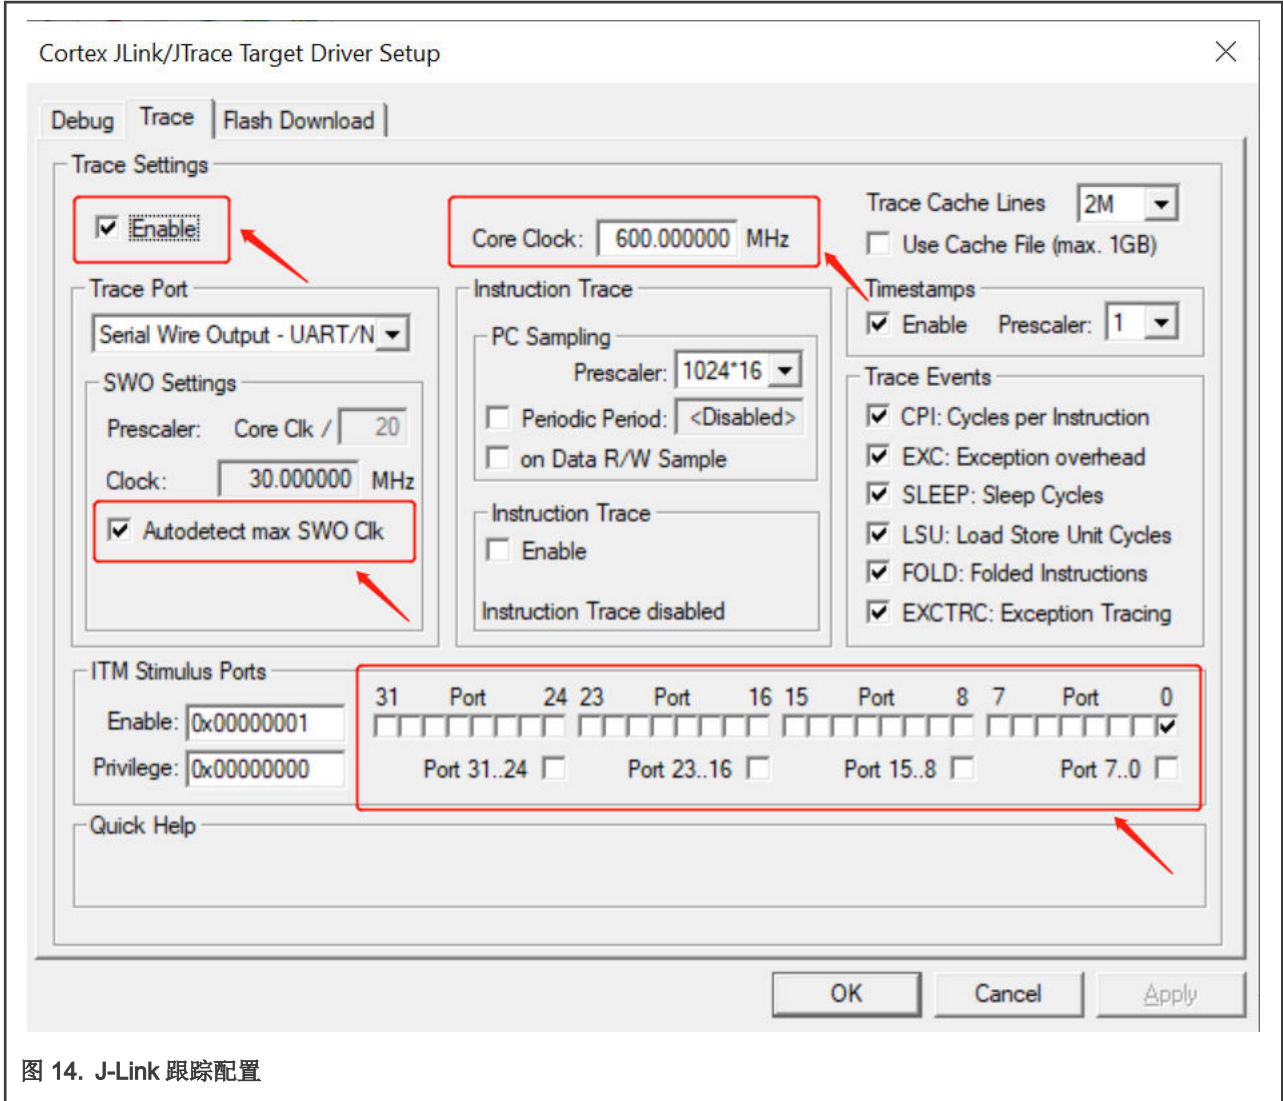 Cortex JLink/JTrace Target Driver Setup
Debug Trace Flash Download
Trace Settings
Enable
Core Clock: 600.000000 MHz
Trace Cache Lines 2M
Use Cache File (max. 1GB)
Trace Port
Serial Wire Output - UART/N
SWO Settings
Prescaler: Core Clk / 20
Clock: 30.000000 MHz
Autodetect max SWO Clk
Instruction Trace
PC Sampling
Prescaler: 1024*16
Periodic Period: <Disabled>
on Data R/W Sample
Instruction Trace
Enable
Instruction Trace disabled
Timestamps
Enable Prescaler: 1
Trace Events
CPI: Cycles per Instruction
EXC: Exception overhead
SLEEP: Sleep Cycles
LSU: Load Store Unit Cycles
FOLD: Folded Instructions
EXCTRC: Exception Tracing
ITM Stimulus Ports
Enable: 0x00000001
Privilege: 0x00000000
31 Port 24 23 Port 16 15 Port 8 7 Port 0
Port 31..24 Port 23..16 Port 15..8 Port 7..0
Quick Help
OK Cancel Apply
图 14. J-Link 跟踪配置